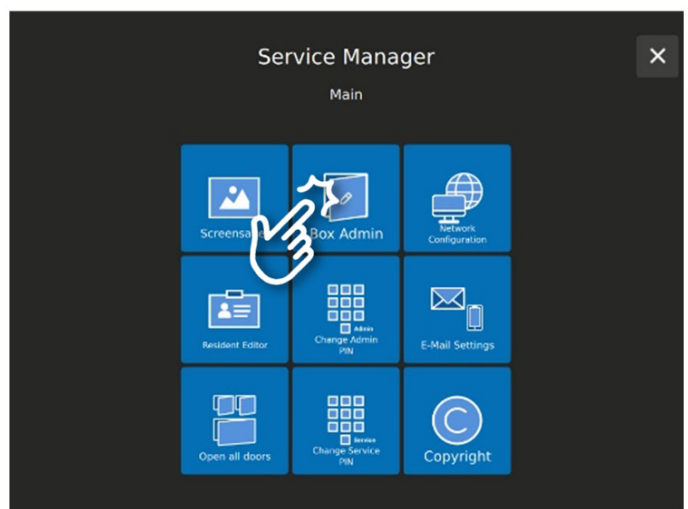 Service Manager
Main
Box Admin
Network
Configuration
Resident Editor
Admin
Change Admin
PIN
E-Mail Settings
Open all doors
Service
Change Service
PIN
C
Copyright